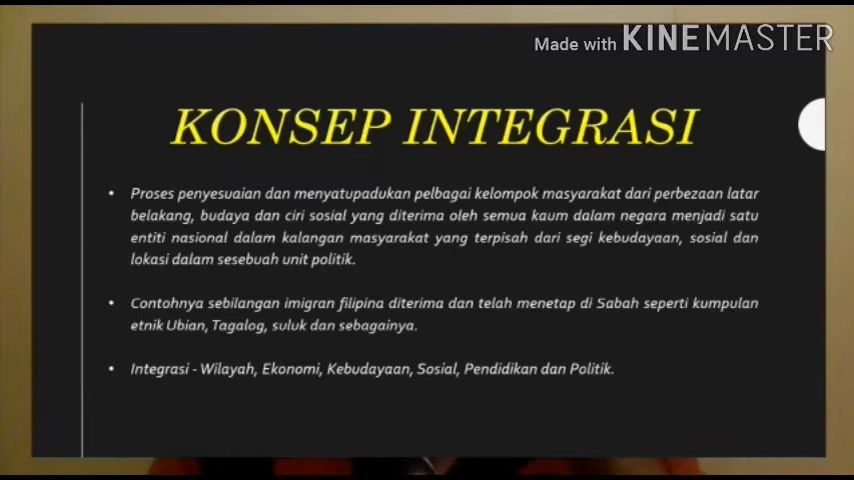 Made with KINEMASTER
KONSEP INTEGRASI
• Proses penyesuaian dan menyatupadukan pelbagai kelompok masyarakat dari perbezaan latar
belakang, budaya dan ciri sosial yang diterima oleh semua kaum dalam negara menjadi satu
entiti nasional dalam kalangan masyarakat yang terpisah dari segi kebudayaan, sosial dan
lokasi dalam sesebuah unit politik.
• Contohnya sebilangan imigran filipina diterima dan telah menetap di Sabah seperti kumpulan
etnik Ubian, Tagalog, suluk dan sebagainya.
• Integrasi - Wilayah, Ekonomi, Kebudayaan, Sosial, Pendidikan dan Politik.